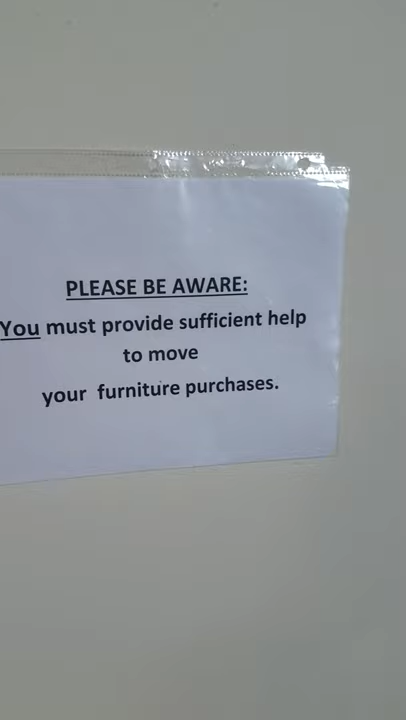 PLEASE BE AWARE:
You must provide sufficient help
to move
your furniture purchases.